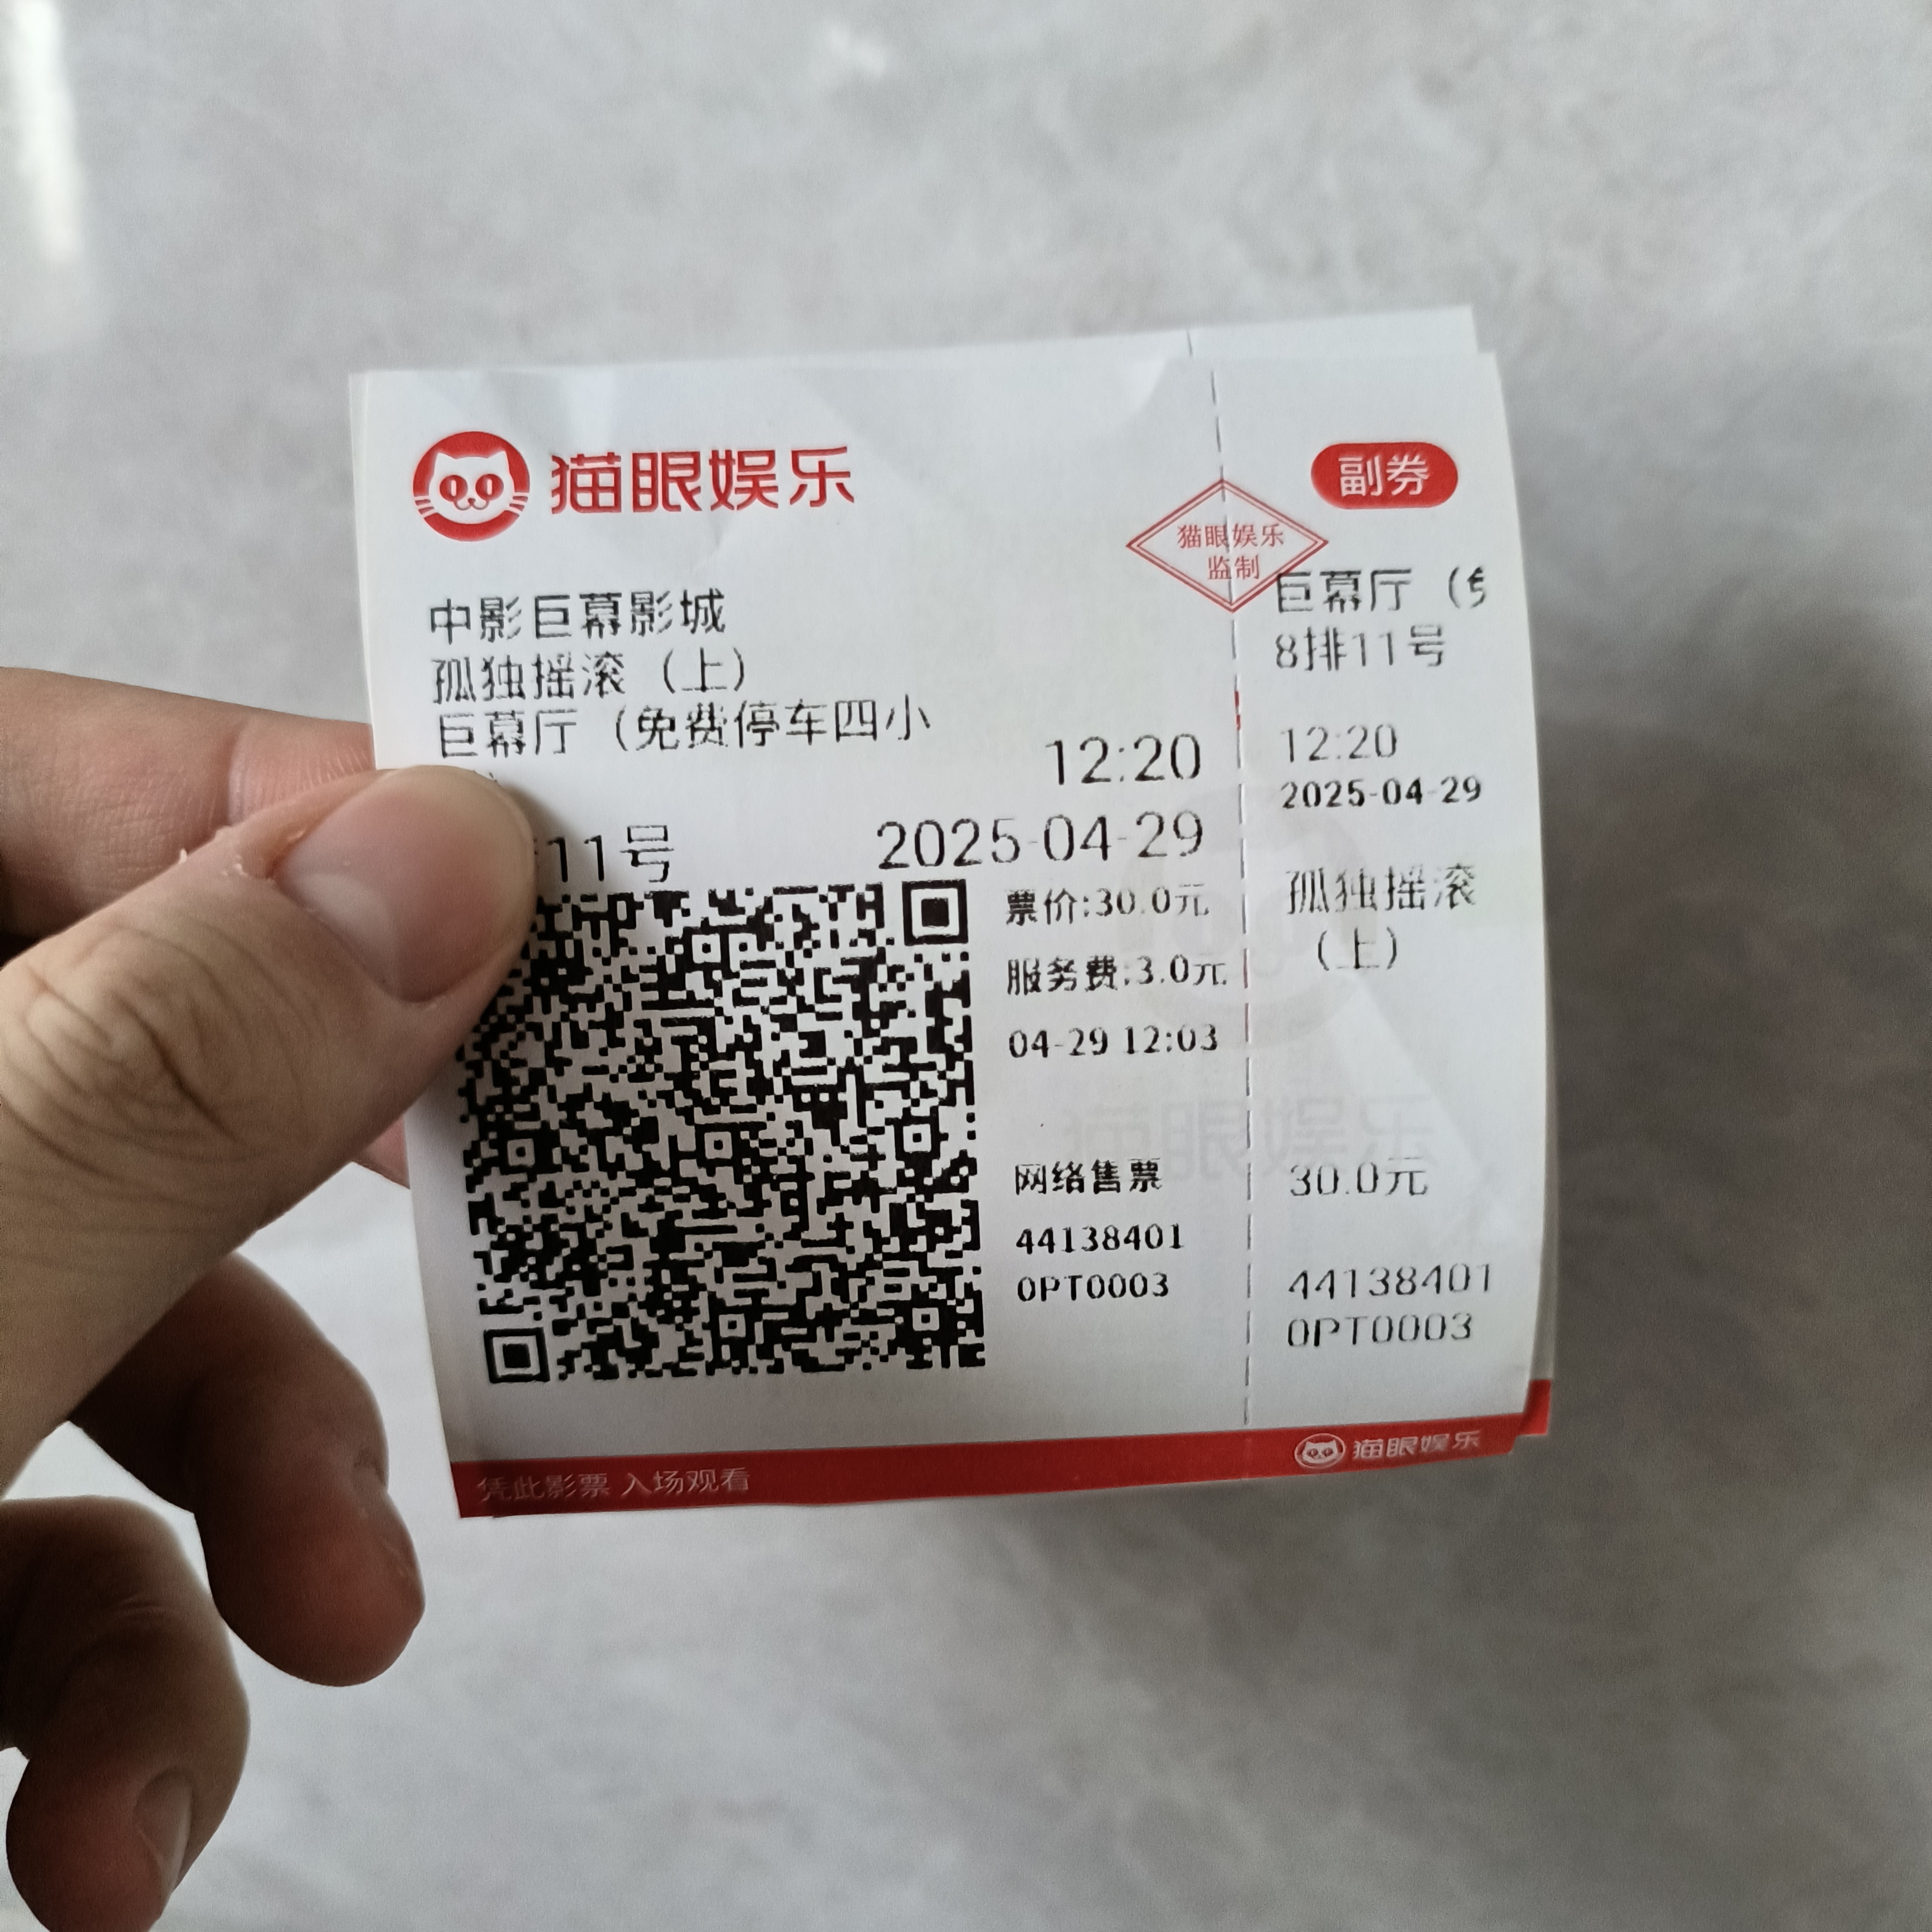 猫眼娱乐
中影巨幕影城
孤独摇滚（上）
巨幕厅（免费停车四小
12:20
11号
2025-04-29
票价:30.0元
服务费:3.0元
04-29 12:03
网络售票
44138401
0PT0003
凭此影票 入场观看
猫眼娱乐
监制
副券
巨幕厅（
8排11号
12:20
2025-04-29
孤独摇滚
（上）
30.0元
44138401
0PT0003
猫眼娱乐